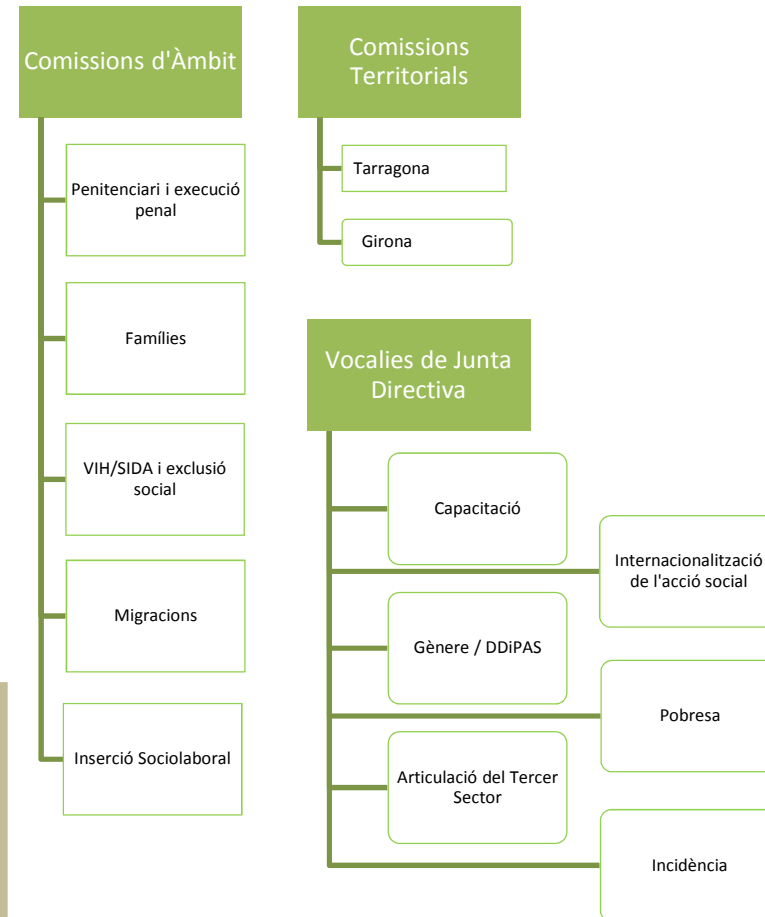 Comissions d'Àmbit
Penitenciari i execució
penal
Famílies
VIH/SIDA i exclusió
social
Migracions
Inserció Sociolaboral
Comissions
Territorials
Tarragona
Girona
Vocalies de Junta
Directiva
Capacitació
Internacionalització
de l'acció social
Gènere / DDiPAS
Pobresa
Articulació del Tercer
Sector
Incidència